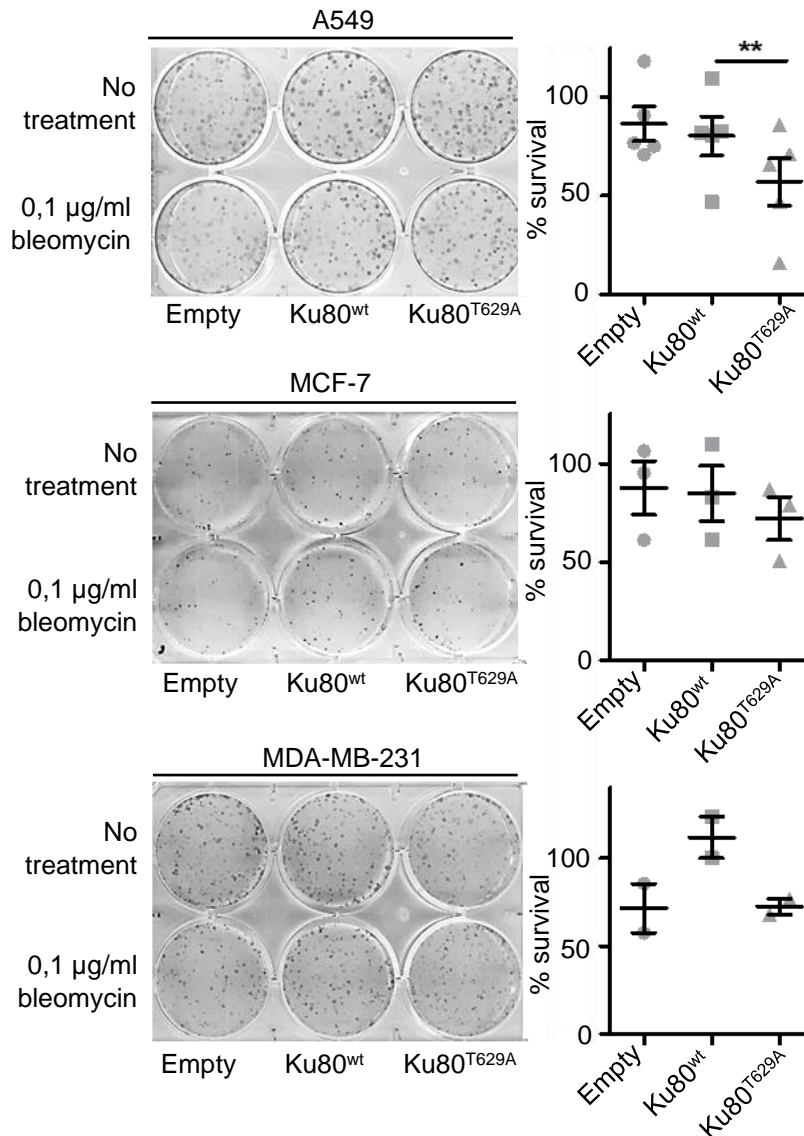 A549
No
treatment
0,1 µg/ml
bleomycin
Empty Ku80wt Ku80T629A
% survival
100
50
0
**
Empty
Ku80wt
Ku80T629A
MCF-7
No
treatment
0,1 µg/ml
bleomycin
Empty Ku80wt Ku80T629A
% survival
100
50
0
Empty
Ku80wt
Ku80T629A
MDA-MB-231
No
treatment
0,1 µg/ml
bleomycin
Empty Ku80wt Ku80T629A
% survival
100
50
0
Empty
Ku80wt
Ku80T629A